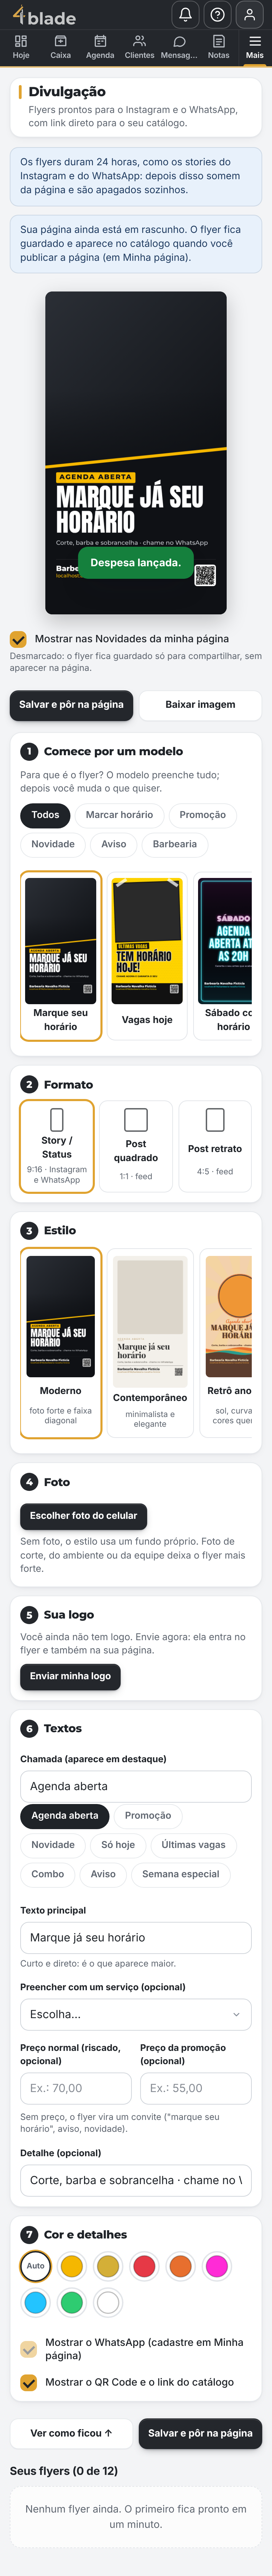 4blade
Hoje
Caixa
Agenda
Clientes
Mensag...
Notas
Mais
Divulgação
Flyers prontos para o Instagram e o WhatsApp,
com link direto para o seu catálogo.
Os flyers duram 24 horas, como os stories do
Instagram e do WhatsApp: depois disso somem
da página e são apagados sozinhos.
Sua página ainda está em rascunho. O flyer fica
guardado e aparece no catálogo quando você
publicar a página (em Minha página).
AGENDA ABERTA
MARQUE JÁ SEU
HORÁRIO
Corte, barba e sobrancelha · chame no WhatsApp
Despesa lançada.
Mostrar nas Novidades da minha página
Desmarcado: o flyer fica guardado só para compartilhar, sem
aparecer na página.
Salvar e pôr na página
Baixar imagem
1 Comece por um modelo
Para que é o flyer? O modelo preenche tudo;
depois você muda o que quiser.
Todos
Marcar horário
Promoção
Novidade
Aviso
Barbearia
AGENDA ABERTA
MARQUE JÁ SEU
HORÁRIO
Marque seu
horário
ÚLTIMAS VAGAS
TEM HORÁRIO
HOJE!
Vagas hoje
SÁBADO
AGENDA
ABERTA AT
AS 20H
Sábado co
horário
2 Formato
Story /
Status
9:16 · Instagram
e WhatsApp
Post
quadrado
1:1 · feed
Post retrato
4:5 · feed
3 Estilo
AGENDA ABERTA
MARQUE JÁ SEU
HORÁRIO
Moderno
foto forte e faixa
diagonal
Marque já seu
horário
Contemporâneo
minimalista e
elegante
MARQUE J
HORÁRI
Retrô ano
sol, curva
cores quer
4 Foto
Escolher foto do celular
Sem foto, o estilo usa um fundo próprio. Foto de
corte, do ambiente ou da equipe deixa o flyer mais
forte.
5 Sua logo
Você ainda não tem logo. Envie agora: ela entra no
flyer e também na sua página.
Enviar minha logo
6 Textos
Chamada (aparece em destaque)
Agenda aberta
Agenda aberta
Promoção
Novidade
Só hoje
Últimas vagas
Combo
Aviso
Semana especial
Texto principal
Marque já seu horário
Curto e direto: é o que aparece maior.
Preencher com um serviço (opcional)
Escolha...
Preço normal (riscado,
opcional)
Preço da promoção
(opcional)
Ex.: 70,00
Ex.: 55,00
Sem preço, o flyer vira um convite ("marque seu
horário", aviso, novidade).
Detalhe (opcional)
Corte, barba e sobrancelha · chame no \
7 Cor e detalhes
Auto
Mostrar o WhatsApp (cadastre em Minha
página)
Mostrar o QR Code e o link do catálogo
Ver como ficou ↑
Salvar e pôr na página
Seus flyers (0 de 12)
Nenhum flyer ainda. O primeiro fica pronto em
um minuto.